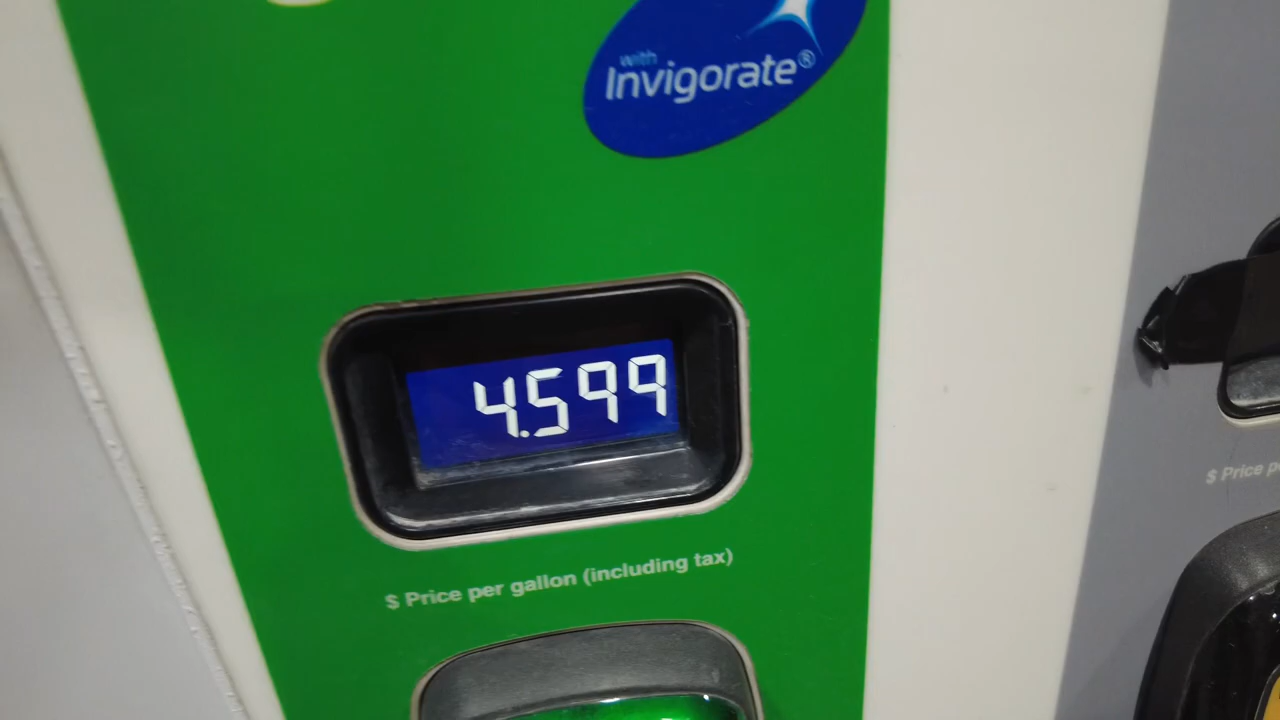 with
Invigorate®
4.599
$ Price per gallon (including tax)
$ Price